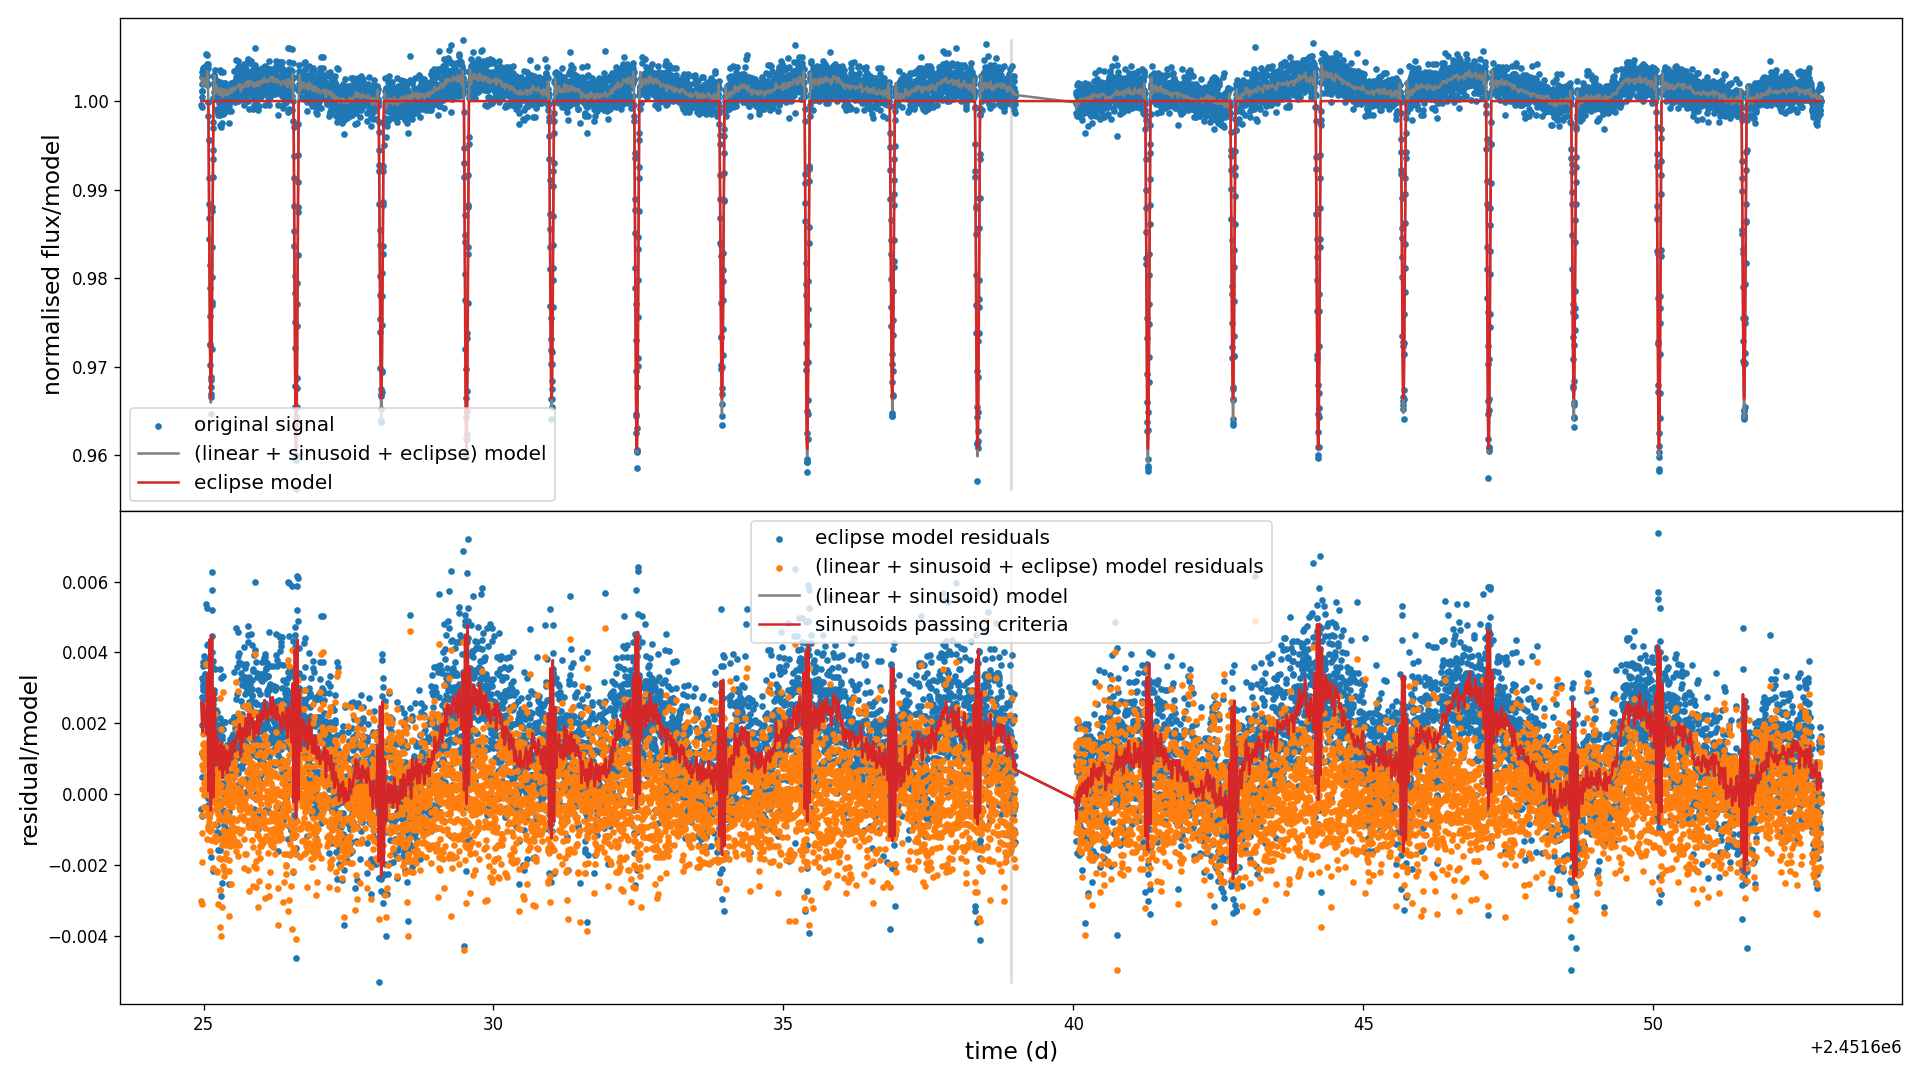 normalised flux/model
1.00
0.99
0.98
0.97
0.96
original signal
(linear + sinusoid + eclipse) model
eclipse model
residual/model
0.006
0.004
0.002
0.000
−0.002
−0.004
eclipse model residuals
(linear + sinusoid + eclipse) model residuals
(linear + sinusoid) model
sinusoids passing criteria
25 30 35 40 45 50
time (d)
+2.4516e6